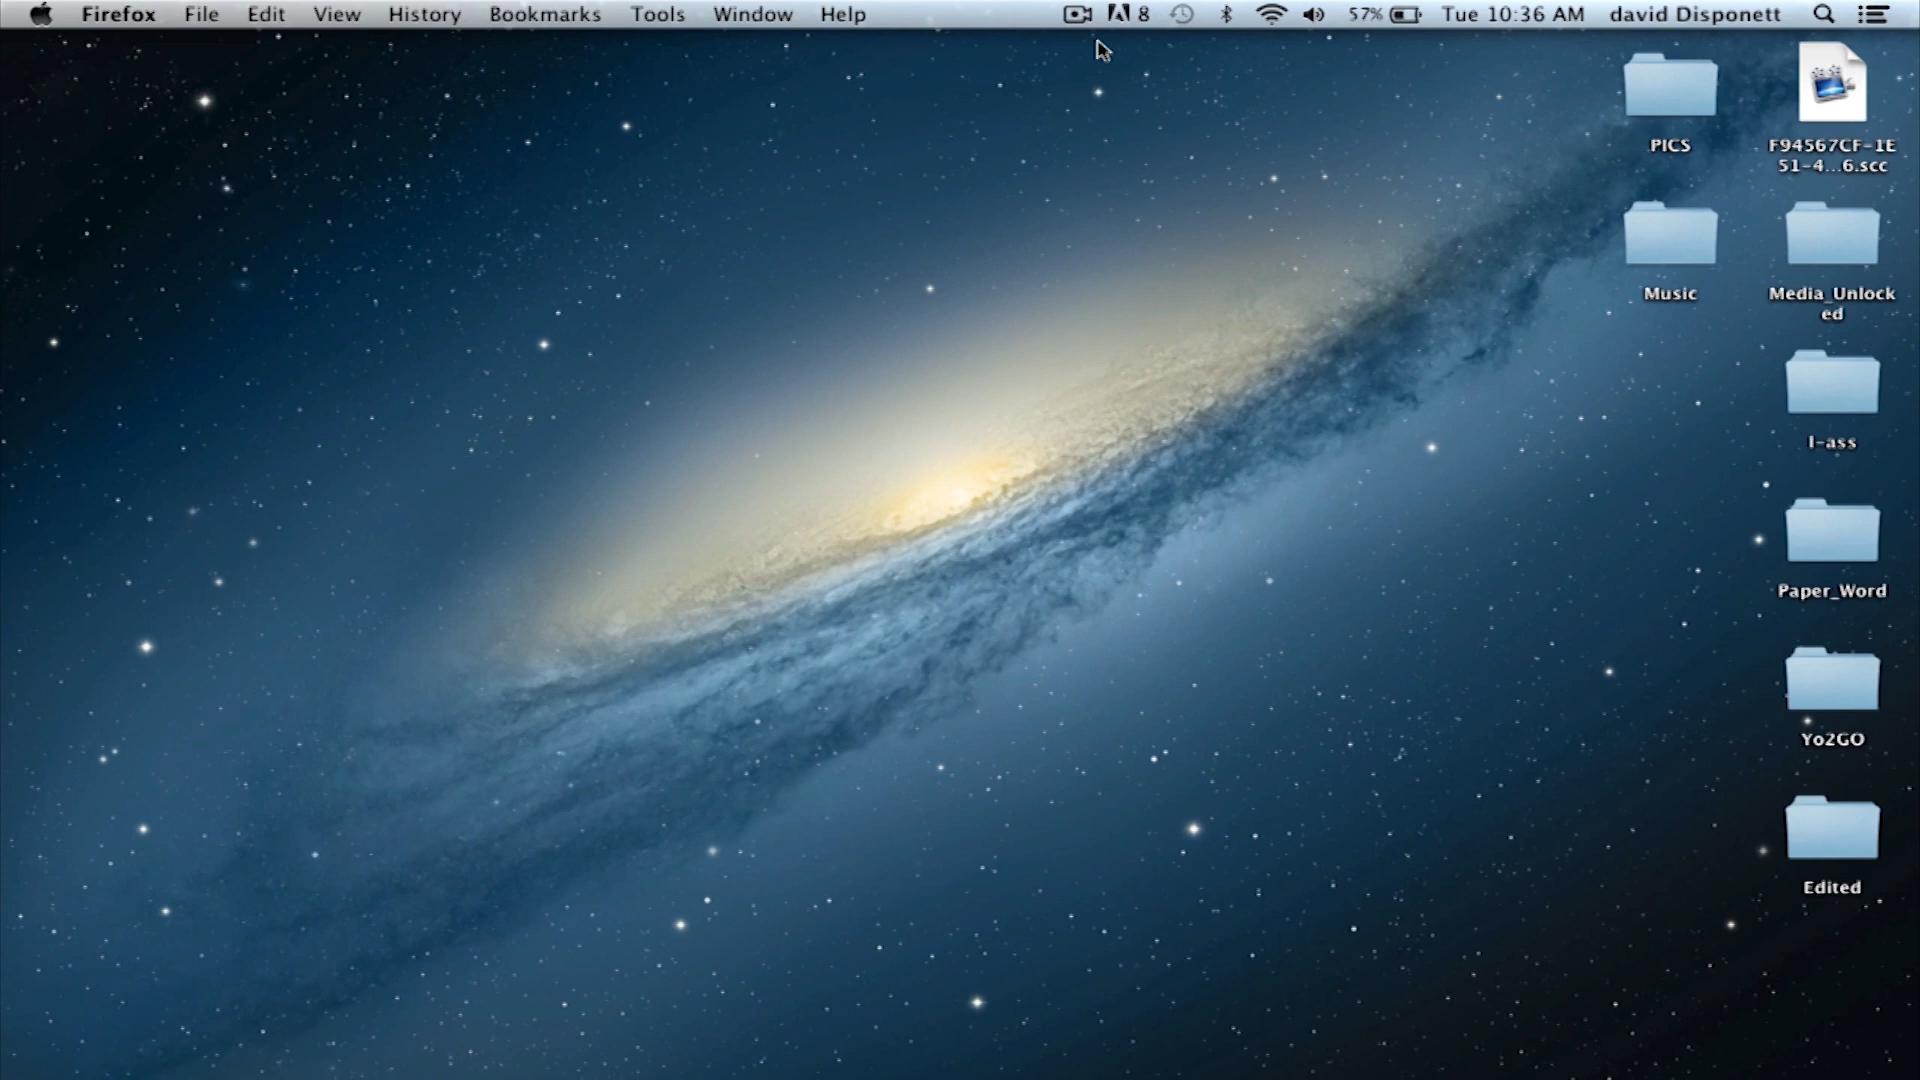 Firefox File Edit View History Bookmarks Tools Window Help 8 57% Tue 10:36 AM david Disponett
PICS
F94567CF-1E
51-4...6.scc
Music
Media_Unlock
ed
I-ass
Paper_Word
Yo2GO
Edited